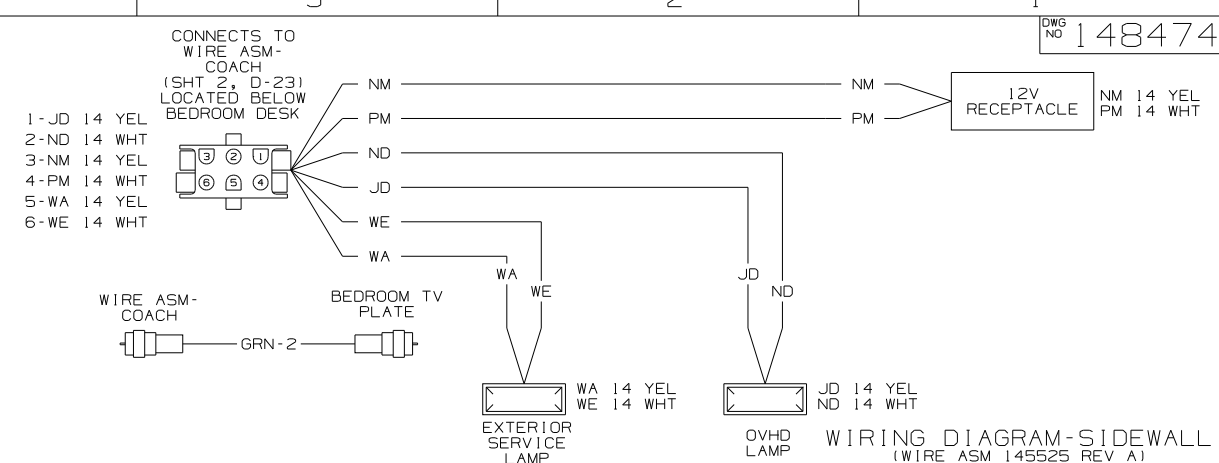 DWG NO 148474
CONNECTS TO
WIRE ASM-
COACH
(SHT 2, D-23)
LOCATED BELOW
BEDROOM DESK
1-JD 14 YEL
2-ND 14 WHT
3-NM 14 YEL
4-PM 14 WHT
5-WA 14 YEL
6-WE 14 WHT
3 2 1
6 5 4
NM
PM
ND
JD
WE
WA
NM
PM
12V
RECEPTACLE
NM 14 YEL
PM 14 WHT
WA
WE
JD
ND
WIRE ASM-
COACH
GRN-2
BEDROOM TV
PLATE
WA 14 YEL
WE 14 WHT
EXTERIOR
SERVICE
LAMP
JD 14 YEL
ND 14 WHT
OVHD
LAMP
WIRING DIAGRAM-SIDEWALL
(WIRE ASM 145525 REV A)